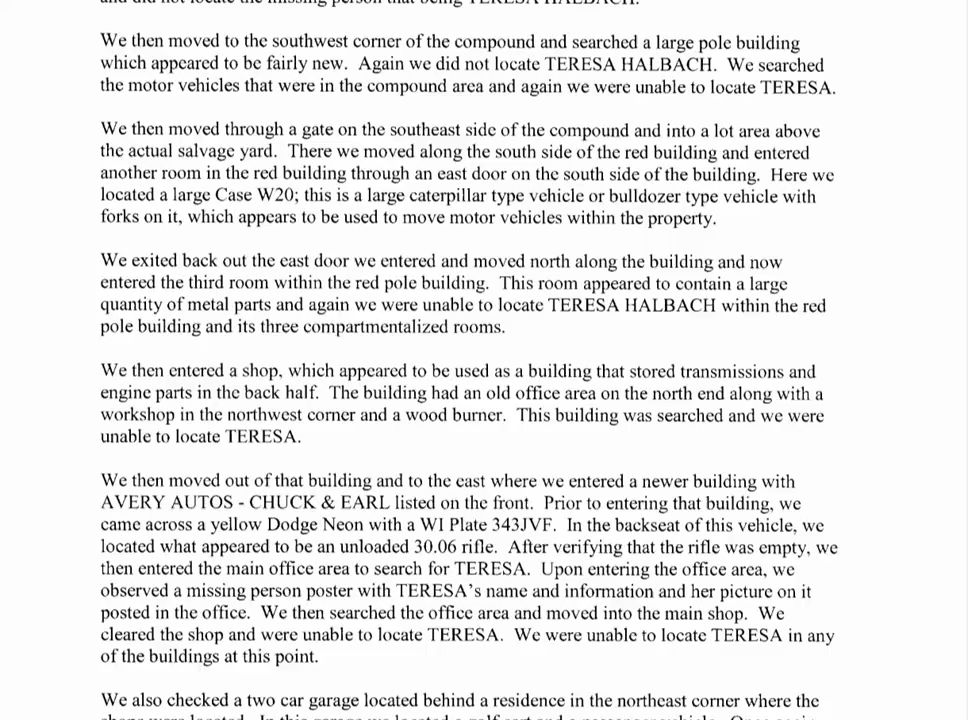 and did not locate the missing person that being TERESA HALBACH.
We then moved to the southwest corner of the compound and searched a large pole building
which appeared to be fairly new.  Again we did not locate TERESA HALBACH.  We searched
the motor vehicles that were in the compound area and again we were unable to locate TERESA.
We then moved through a gate on the southeast side of the compound and into a lot area above
the actual salvage yard.  There we moved along the south side of the red building and entered
another room in the red building through an east door on the south side of the building.  Here we
located a large Case W20; this is a large caterpillar type vehicle or bulldozer type vehicle with
forks on it, which appears to be used to move motor vehicles within the property.
We exited back out the east door we entered and moved north along the building and now
entered the third room within the red pole building.  This room appeared to contain a large
quantity of metal parts and again we were unable to locate TERESA HALBACH within the red
pole building and its three compartmentalized rooms.
We then entered a shop, which appeared to be used as a building that stored transmissions and
engine parts in the back half.  The building had an old office area on the north end along with a
workshop in the northwest corner and a wood burner.  This building was searched and we were
unable to locate TERESA.
We then moved out of that building and to the east where we entered a newer building with
AVERY AUTOS - CHUCK & EARL listed on the front.  Prior to entering that building, we
came across a yellow Dodge Neon with a WI Plate 343JVF.  In the backseat of this vehicle, we
located what appeared to be an unloaded 30.06 rifle.  After verifying that the rifle was empty, we
then entered the main office area to search for TERESA.  Upon entering the office area, we
observed a missing person poster with TERESA's name and information and her picture on it
posted in the office.  We then searched the office area and moved into the main shop.  We
cleared the shop and were unable to locate TERESA.  We were unable to locate TERESA in any
of the buildings at this point.
We also checked a two car garage located behind a residence in the northeast corner where the